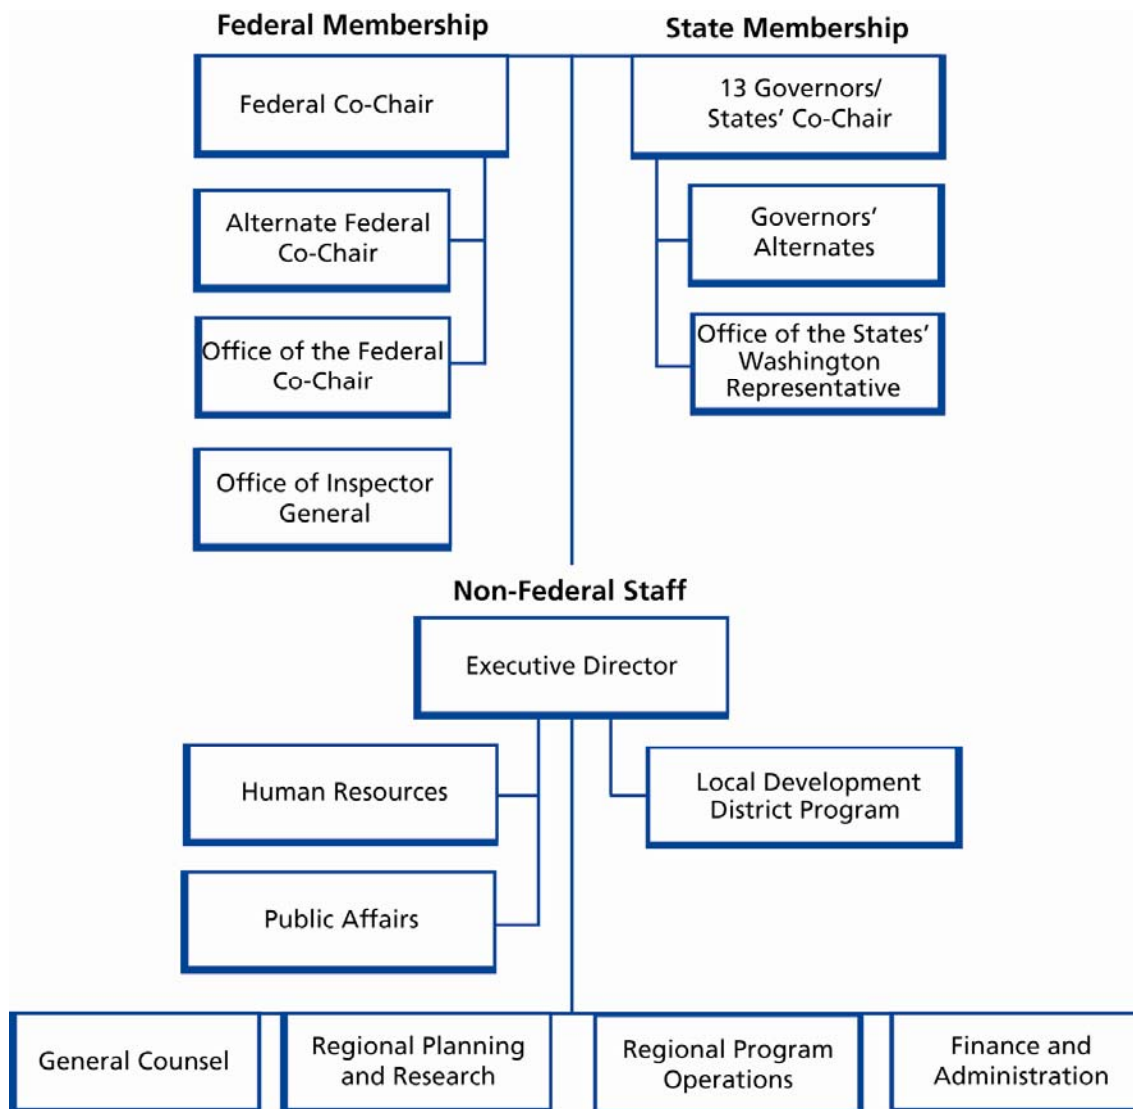 Federal Membership
State Membership
Federal Co-Chair
13 Governors/
States’ Co-Chair
Alternate Federal
Co-Chair
Governors’
Alternates
Office of the Federal
Co-Chair
Office of the States’
Washington
Representative
Office of Inspector
General
Non-Federal Staff
Executive Director
Human Resources
Local Development
District Program
Public Affairs
General Counsel
Regional Planning
and Research
Regional Program
Operations
Finance and
Administration